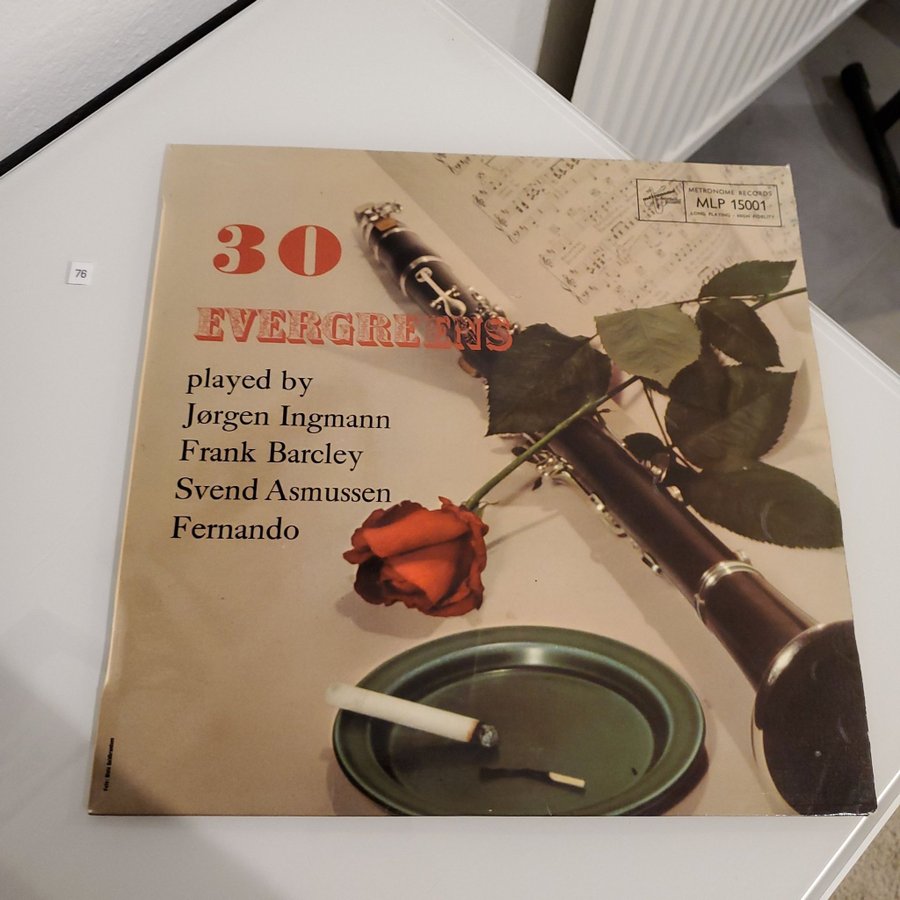 METRONOME RECORDS
MLP 15001
LONG PLAYING · HIGH FIDELITY
30
EVERGREENS
played by
Jørgen Ingmann
Frank Barcley
Svend Asmussen
Fernando
76